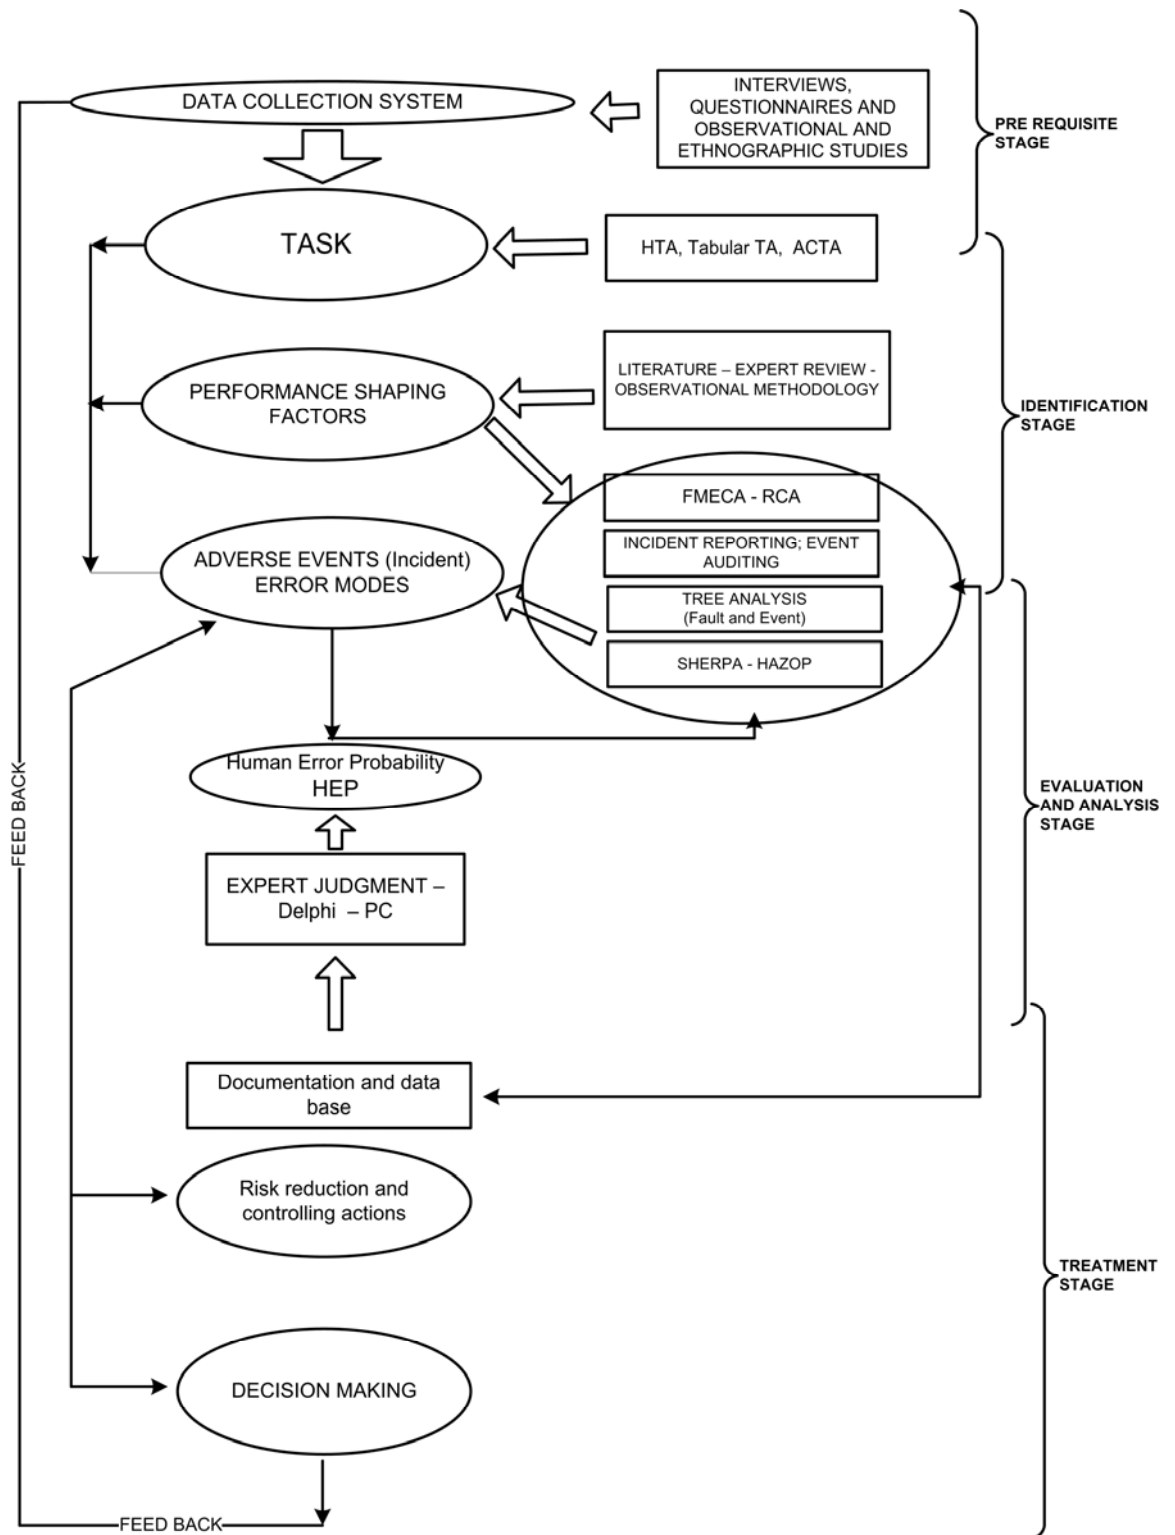 DATA COLLECTION SYSTEM
INTERVIEWS,
QUESTIONNAIRES AND
OBSERVATIONAL AND
ETHNOGRAPHIC STUDIES
PRE REQUISITE
STAGE
TASK
HTA, Tabular TA, ACTA
PERFORMANCE SHAPING
FACTORS
LITERATURE – EXPERT REVIEW -
OBSERVATIONAL METHODOLOGY
IDENTIFICATION
STAGE
FMECA - RCA
INCIDENT REPORTING; EVENT
AUDITING
TREE ANALYSIS
(Fault and Event)
SHERPA - HAZOP
ADVERSE EVENTS (Incident)
ERROR MODES
Human Error Probability
HEP
EVALUATION
AND ANALYSIS
STAGE
FEED BACK
EXPERT JUDGMENT –
Delphi – PC
Documentation and data
base
Risk reduction and
controlling actions
TREATMENT
STAGE
DECISION MAKING
FEED BACK